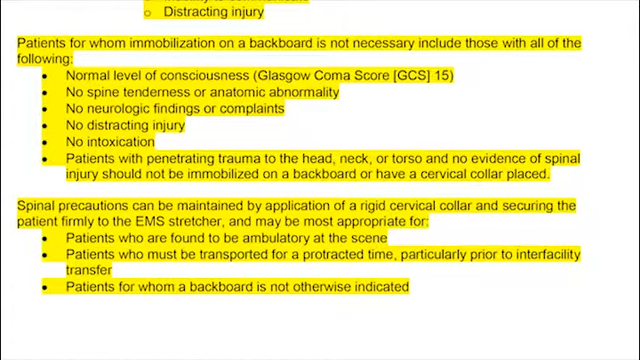 Distracting injury
Patients for whom immobilization on a backboard is not necessary include those with all of the
following:
Normal level of consciousness (Glasgow Coma Score [GCS] 15)
No spine tenderness or anatomic abnormality
No neurologic findings or complaints
No distracting injury
No intoxication
Patients with penetrating trauma to the head, neck, or torso and no evidence of spinal
injury should not be immobilized on a backboard or have a cervical collar placed.
Spinal precautions can be maintained by application of a rigid cervical collar and securing the
patient firmly to the EMS stretcher, and may be most appropriate for:
Patients who are found to be ambulatory at the scene
Patients who must be transported for a protracted time, particularly prior to interfacility
transfer
Patients for whom a backboard is not otherwise indicated